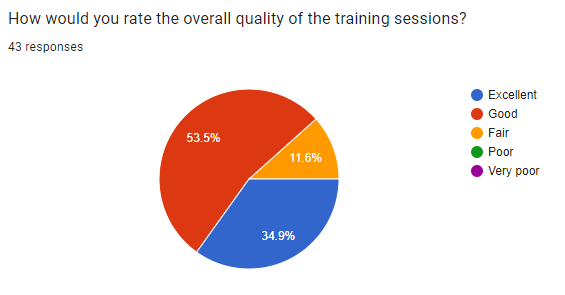 How would you rate the overall quality of the training sessions?
43 responses
Excellent
Good
Fair
Poor
Very poor
53.5%
11.6%
34.9%